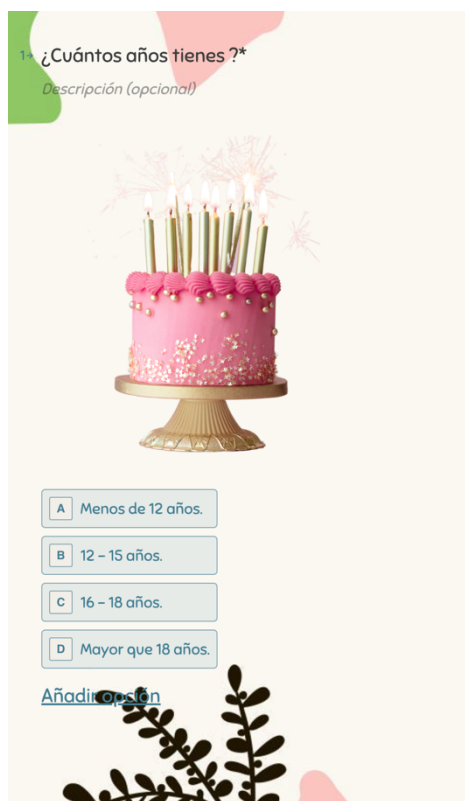 1→ ¿Cuántos años tienes ?*
Descripción (opcional)
A Menos de 12 años.
B 12 – 15 años.
C 16 – 18 años.
D Mayor que 18 años.
Añadir opción